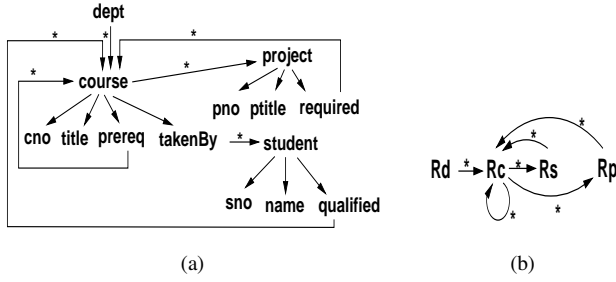 dept
* * *
* project
course *
pno ptitle required
cno title prereq takenBy * student
sno name qualified
* *
Rd * Rc * Rs Rp
* *
(a) (b)